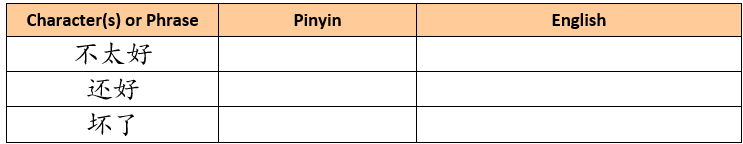 Character(s) or Phrase Pinyin English
不太好
还好
坏了